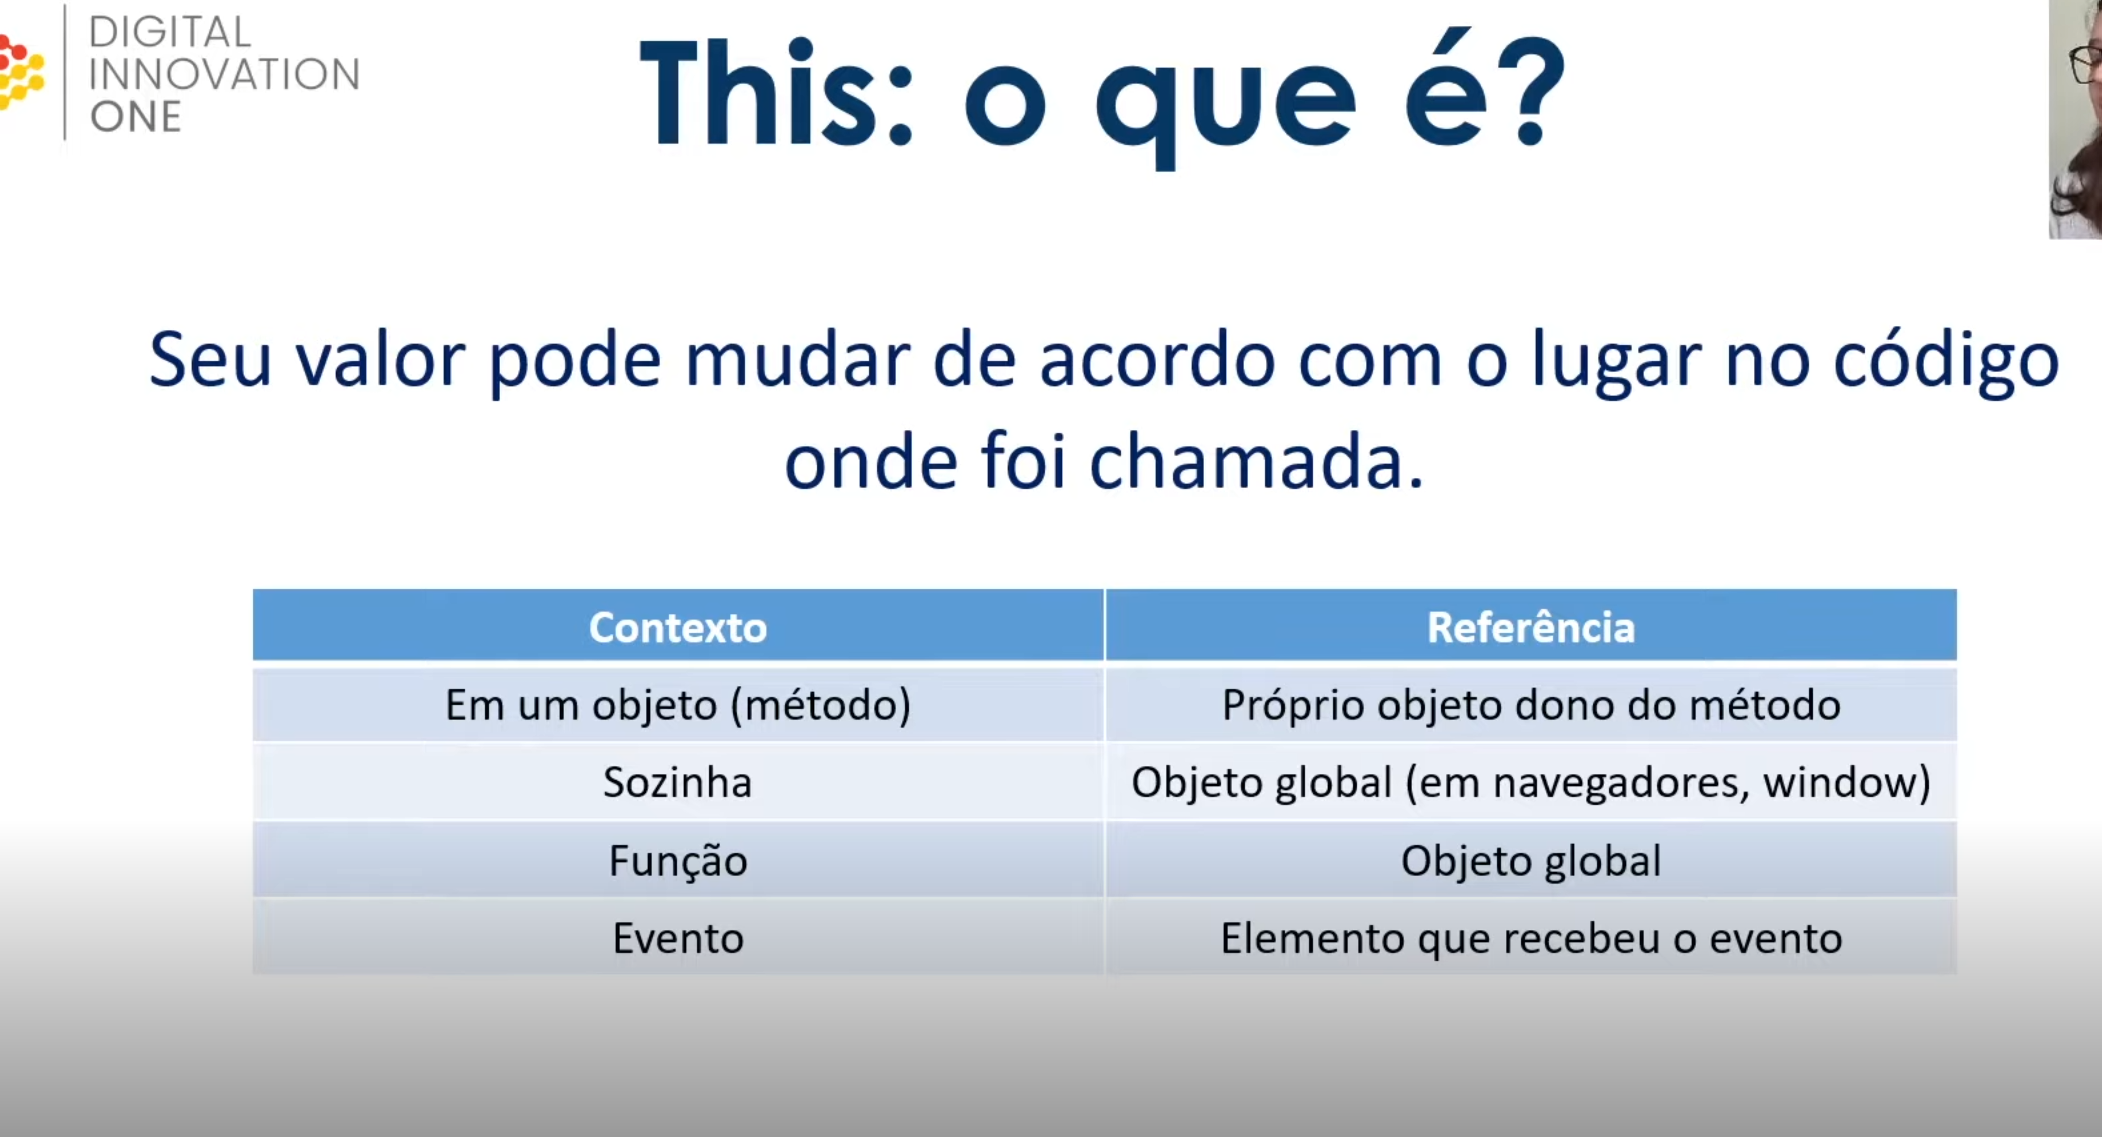 DIGITAL
INNOVATION
ONE
This: o que é?
Seu valor pode mudar de acordo com o lugar no código
onde foi chamada.
Contexto Referência
Em um objeto (método) Próprio objeto dono do método
Sozinha Objeto global (em navegadores, window)
Função Objeto global
Evento Elemento que recebeu o evento